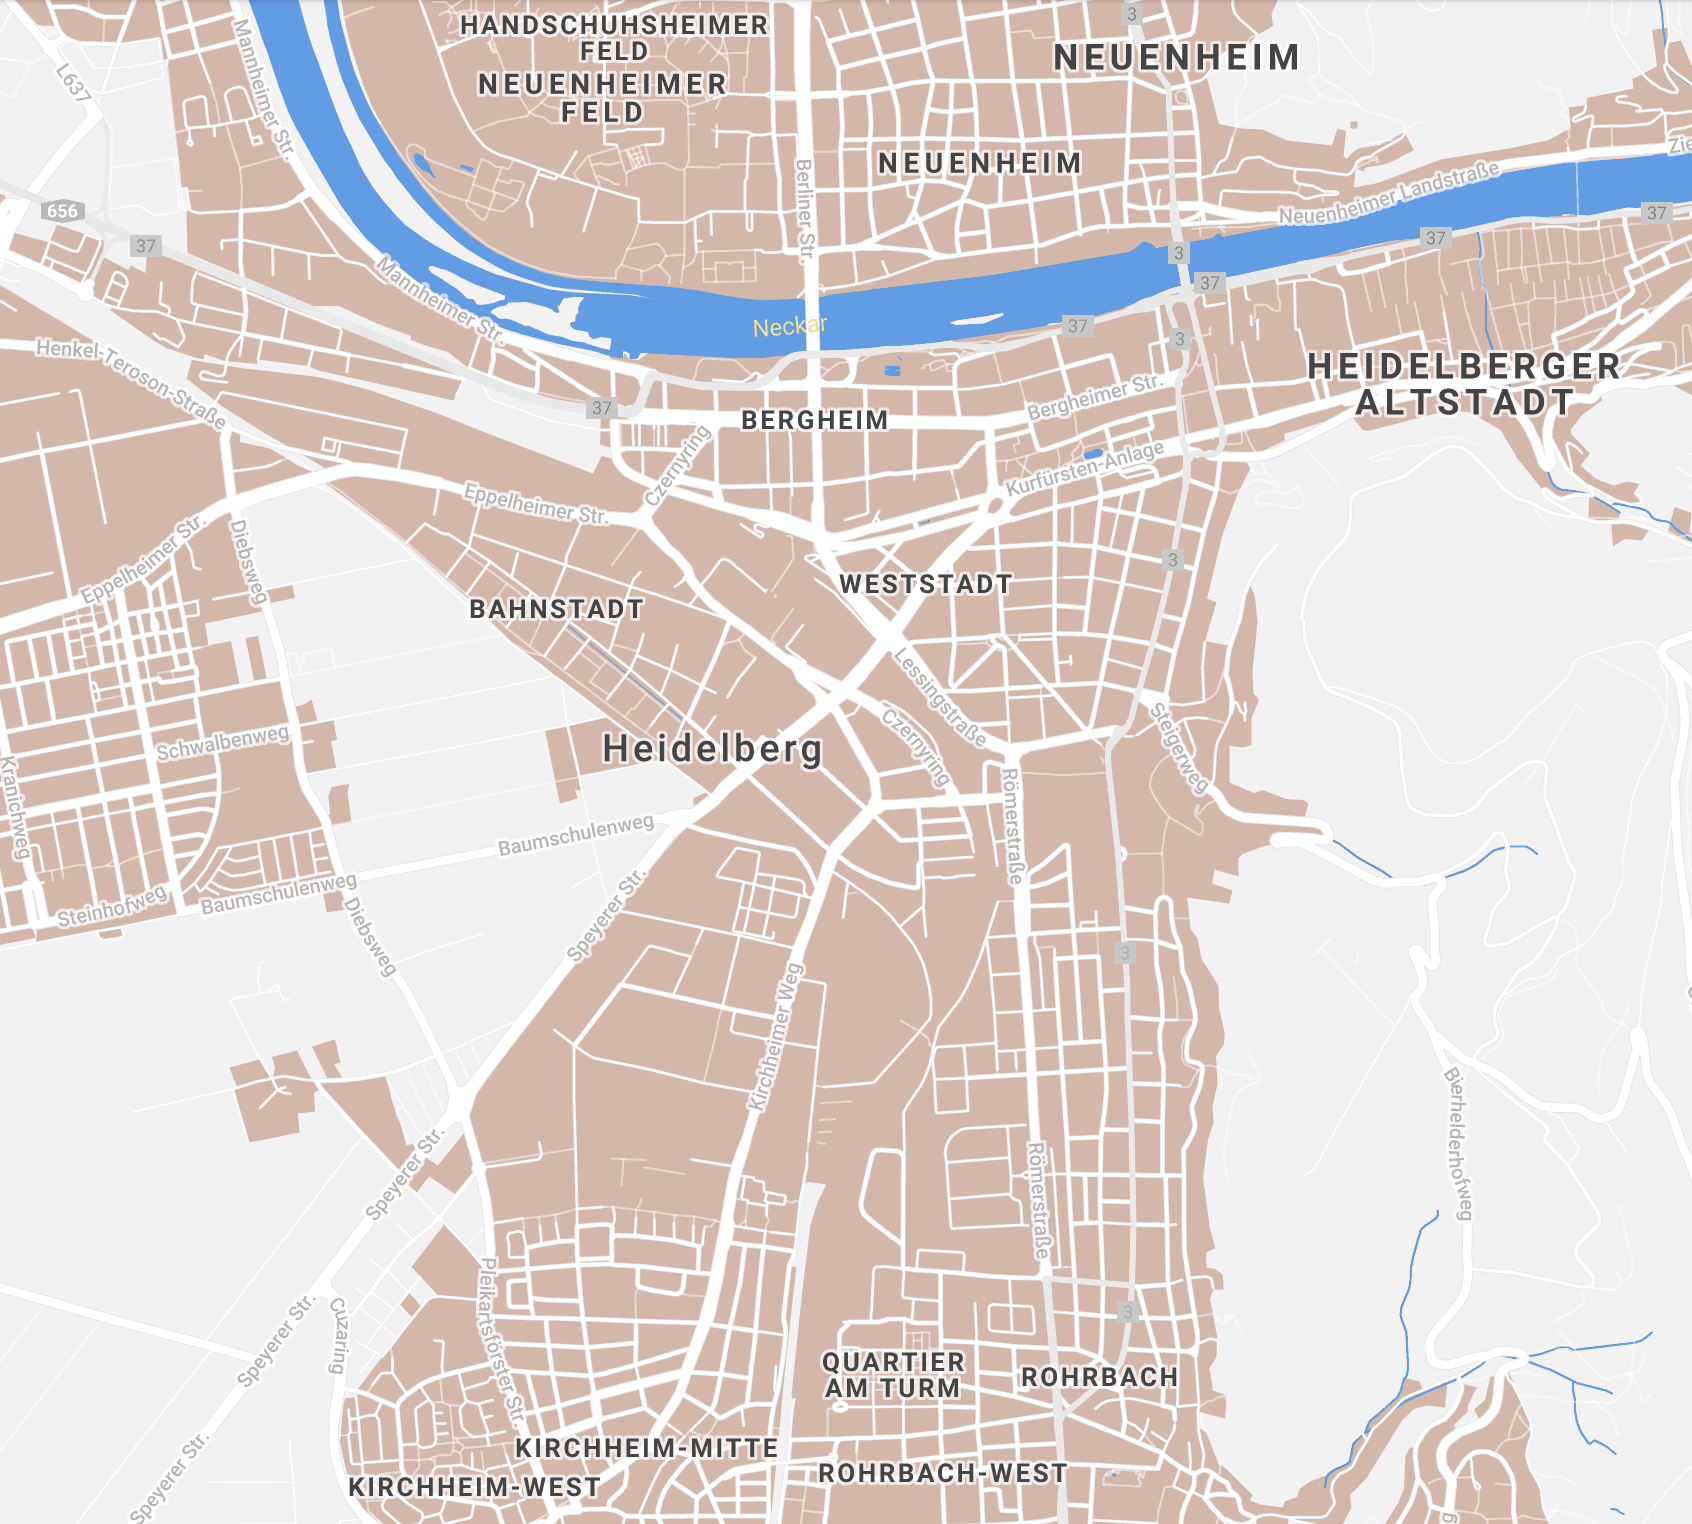 HANDSCHUHSHEIMER
FELD
NEUENHEIMER
FELD
3
NEUENHEIM
Mannheimer Str.
L637
NEUENHEIM
Berliner Str.
Neuenheimer Landstraße
656
37
37
37
3
37
Mannheimer Str.
Neckar
37
3
Henkel-Teroson-Straße
HEIDELBERGER
ALTSTADT
Bergheimer Str.
37
BERGHEIM
Czernyring
Kurfürsten-Anlage
Eppelheimer Str.
Diebsweg
Eppelheimer Str.
3
WESTSTADT
BAHNSTADT
Lessingstraße
Czernyring
Steigerweg
Schwalbenweg
Heidelberg
Kranichweg
Römerstraße
Baumschulenweg
Baumschulenweg
Steinhofweg
Diebsweg
Speyerer Str.
3
Kirchheimer Weg
Bierhelderhofweg
Speyerer Str.
Römerstraße
Pleikartsförster Str.
Cuzaring
Speyerer Str.
3
QUARTIER
AM TURM
ROHRBACH
KIRCHHEIM-MITTE
ROHRBACH-WEST
KIRCHHEIM-WEST
Speyerer Str.